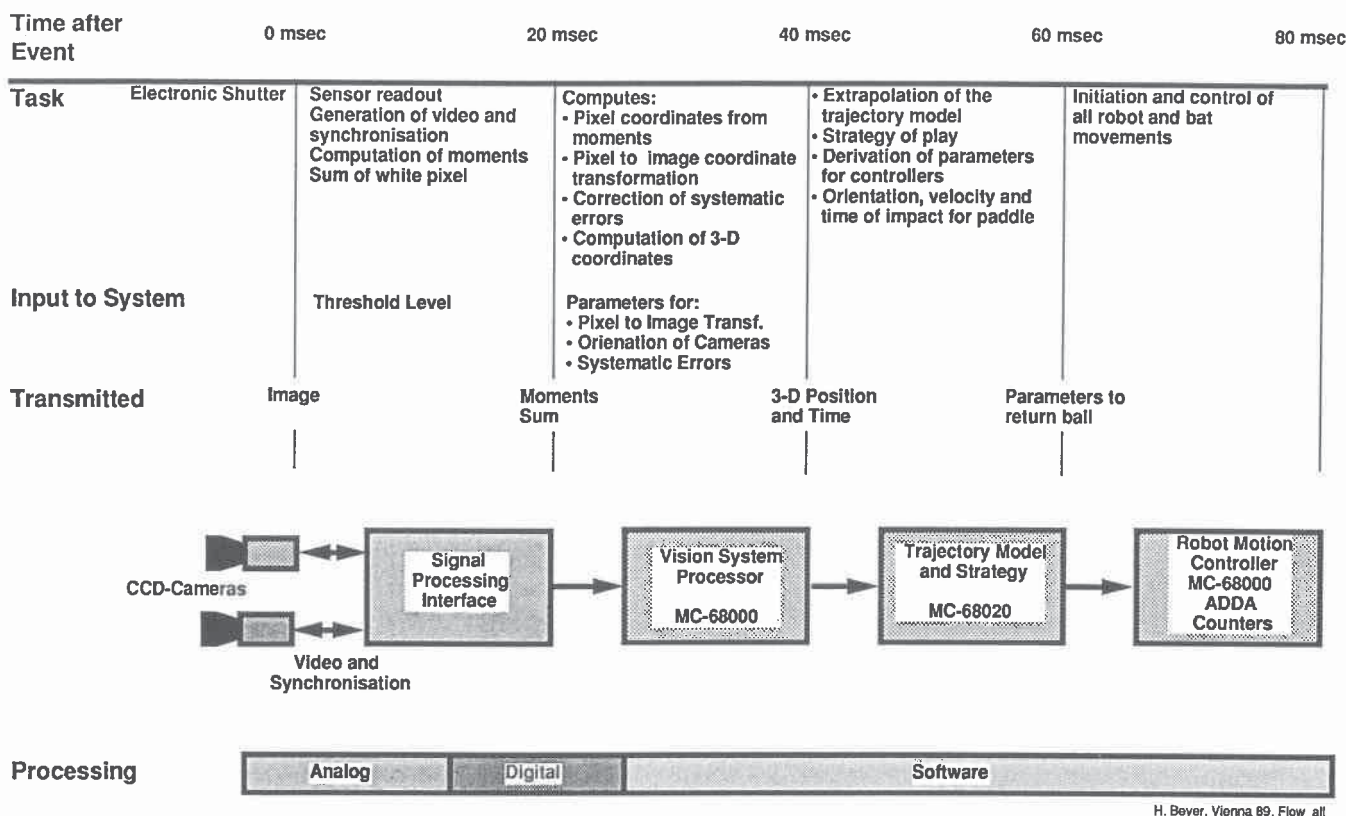 Time after
Event
0 msec
20 msec
40 msec
60 msec
80 msec
Task
Electronic Shutter
Sensor readout
Generation of video and
synchronisation
Computation of moments
Sum of white pixel
Computes:
• Pixel coordinates from
moments
• Pixel to image coordinate
transformation
• Correction of systematic
errors
• Computation of 3-D
coordinates
• Extrapolation of the
trajectory model
• Strategy of play
• Derivation of parameters
for controllers
• Orientation, velocity and
time of impact for paddle
Initiation and control of
all robot and bat
movements
Input to System
Threshold Level
Parameters for:
• Pixel to Image Transf.
• Orienation of Cameras
• Systematic Errors
Transmitted
Image
Moments
Sum
3-D Position
and Time
Parameters to
return ball
CCD-Cameras
Video and
Synchronisation
Signal
Processing
Interface
Vision System
Processor
MC-68000
Trajectory Model
and Strategy
MC-68020
Robot Motion
Controller
MC-68000
ADDA
Counters
Processing
Analog
Digital
Software
H. Beyer, Vienna 89, Flow_all